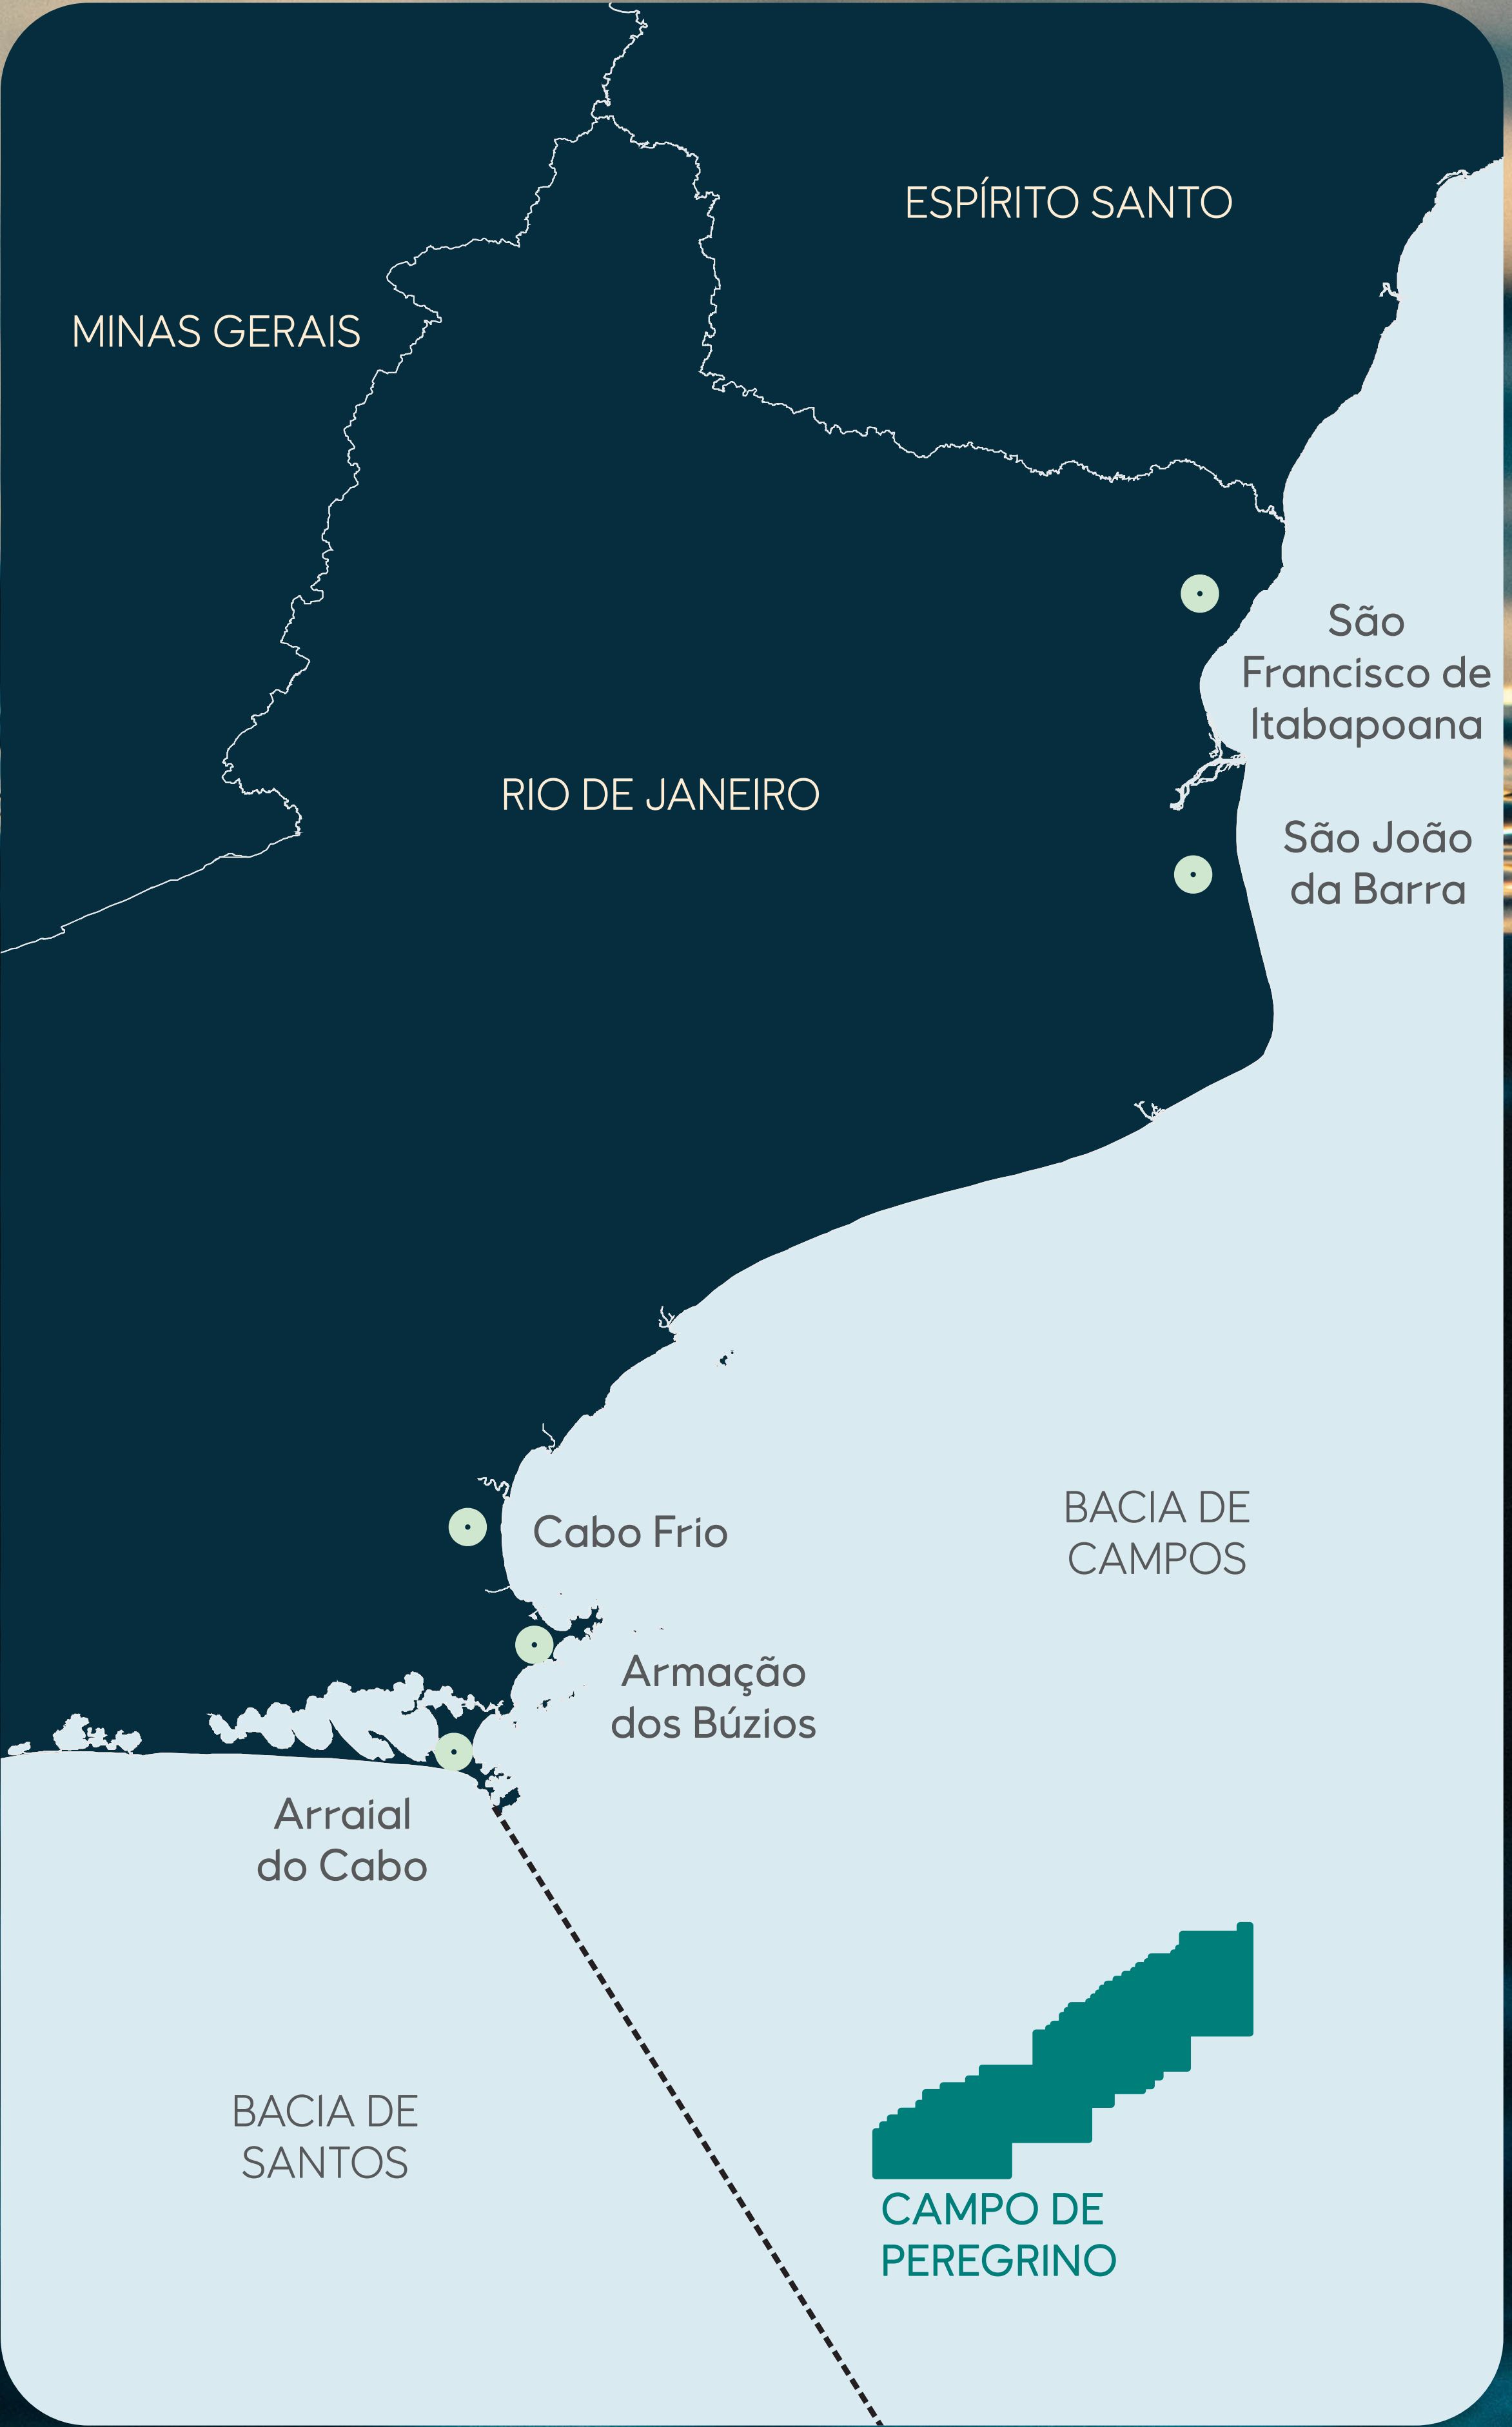 ESPÍRITO SANTO
MINAS GERAIS
São
Francisco de
Itabapoana
RIO DE JANEIRO
São João
da Barra
Cabo Frio
BACIA DE
CAMPOS
Armação
dos Búzios
Arraial
do Cabo
BACIA DE
SANTOS
CAMPO DE
PEREGRINO